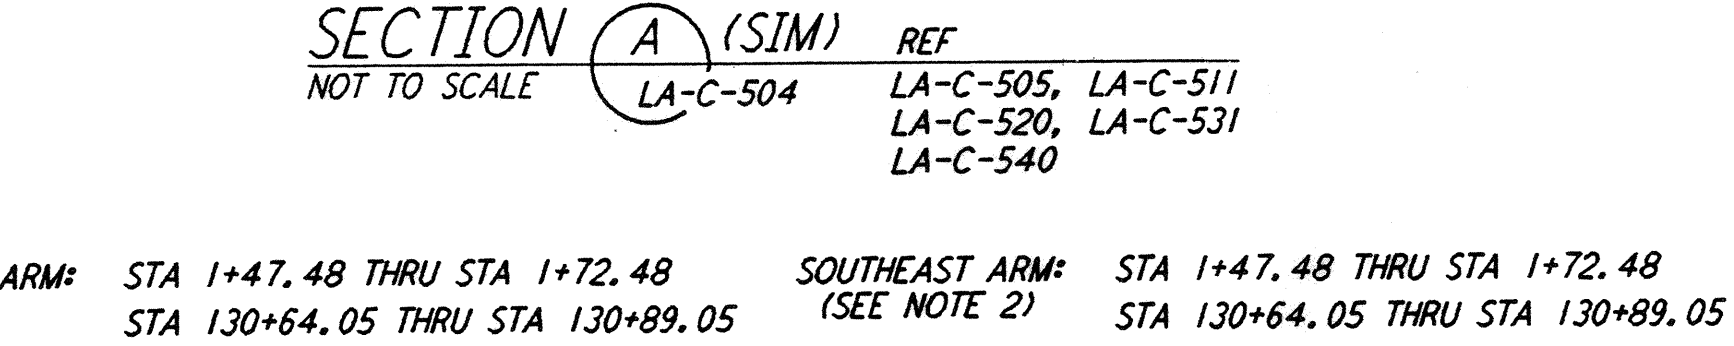 SECTION A (SIM) REF
NOT TO SCALE LA-C-504 LA-C-505, LA-C-511
LA-C-520, LA-C-531
LA-C-540
ARM: STA 1+47.48 THRU STA 1+72.48 SOUTHEAST ARM: STA 1+47.48 THRU STA 1+72.48
STA 130+64.05 THRU STA 130+89.05 (SEE NOTE 2) STA 130+64.05 THRU STA 130+89.05